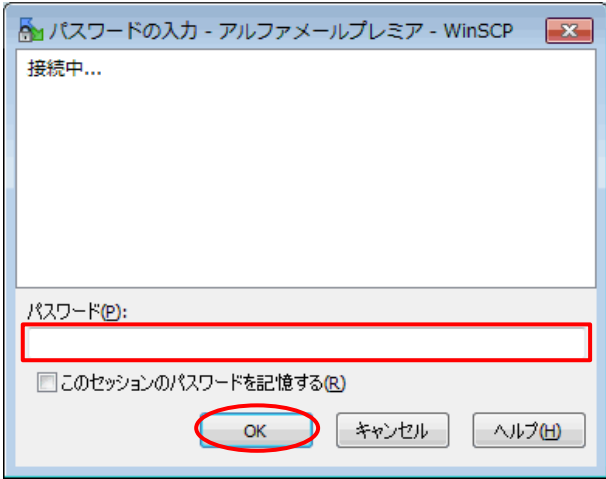 パスワードの入力 - アルファメールプレミア - WinSCP
接続中...
パスワード(P):
このセッションのパスワードを記憶する(R)
OK キャンセル ヘルプ(H)